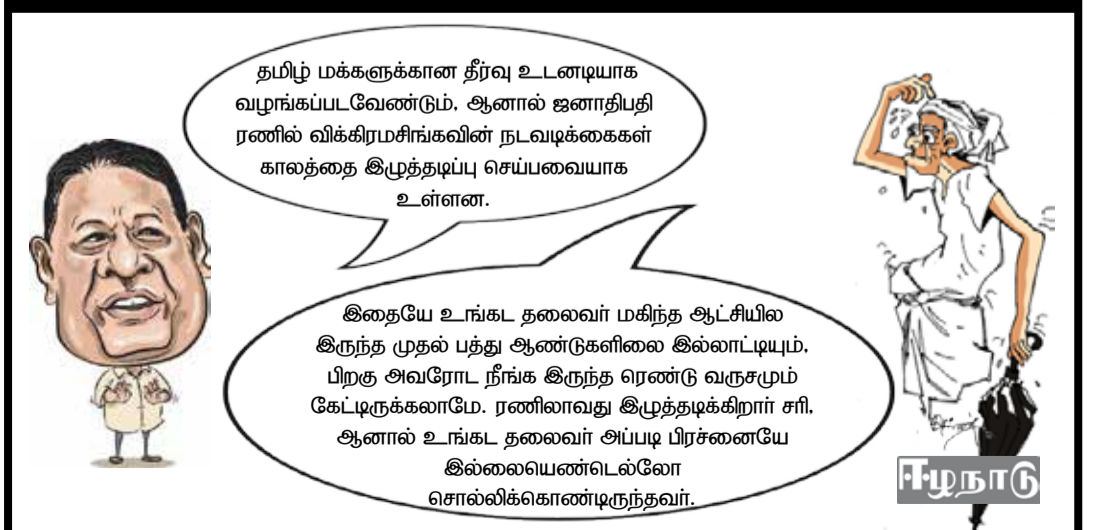 தமிழ் மக்களுக்கான தீர்வு உடனடியாக
வழங்கப்படவேண்டும். ஆனால் ஜனாதிபதி
ரணில் விக்கிரமசிங்கவின் நடவடிக்கைகள்
காலத்தை இழுத்தடிப்பு செய்பவையாக
உள்ளன.
இதையே உங்கட தலைவர் மகிந்த ஆட்சியில
இருந்த முதல் பத்து ஆண்டுகளிலை இல்லாட்டியும்,
பிறகு அவரோட நீங்க இருந்த ரெண்டு வருசமும்
கேட்டிருக்கலாமே. ரணிலாவது இழுத்தடிக்கிறார் சரி,
ஆனால் உங்கட தலைவர் அப்படி பிரச்னையே
இல்லையெண்டெல்லோ
சொல்லிக்கொண்டிருந்தவர்.
ஈழநாடு